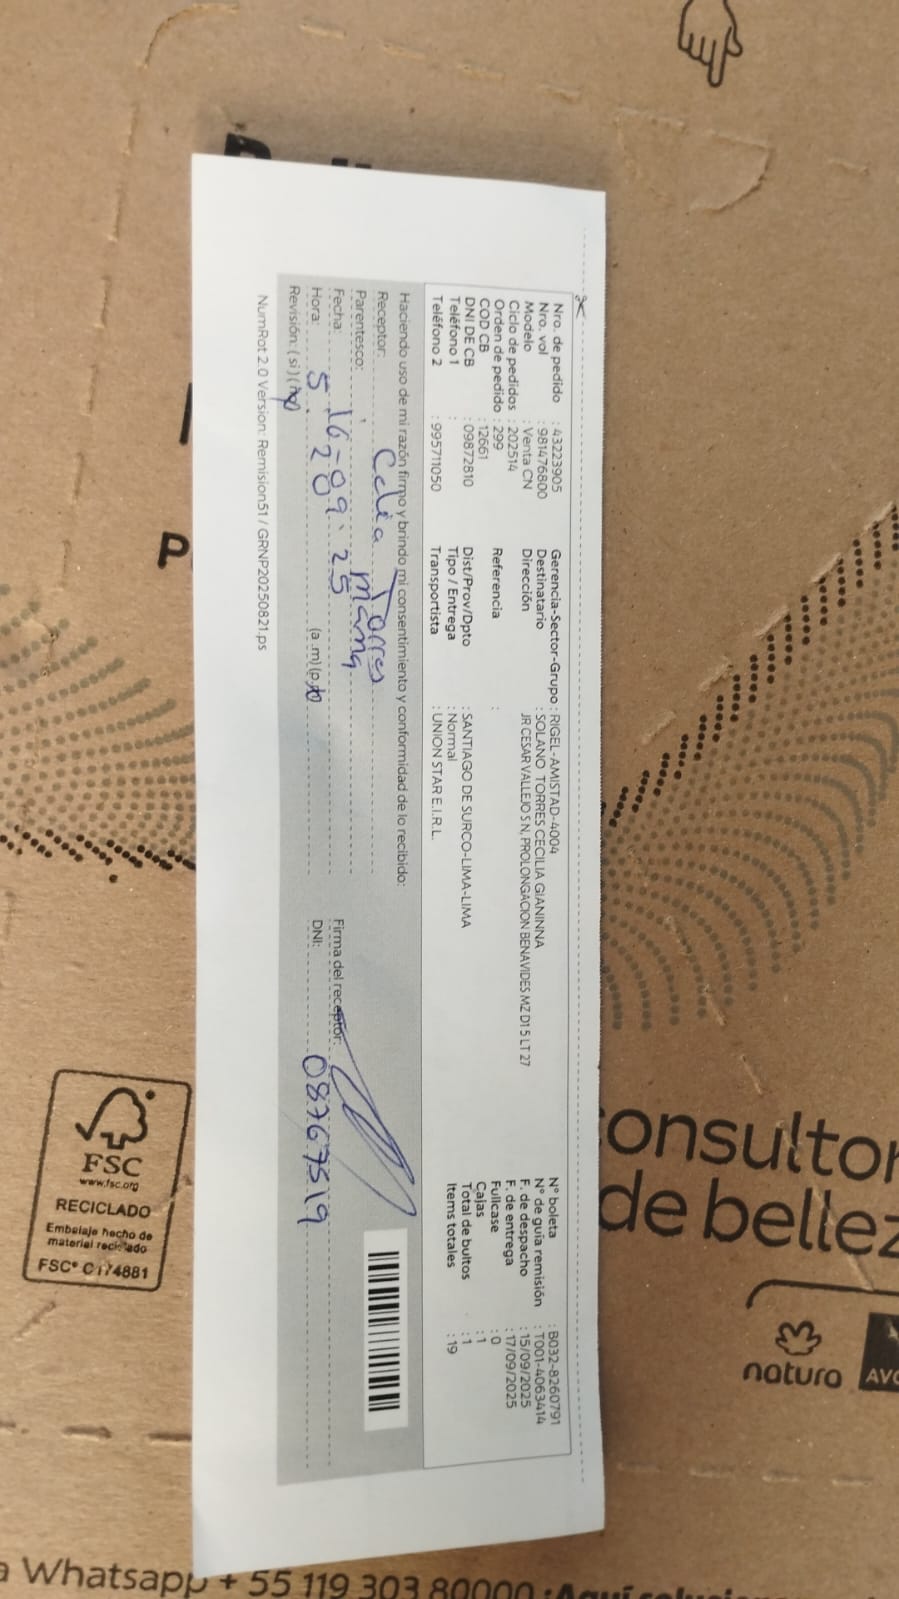 Nro. de pedido : 43223905
Nro. vol : 981476800
Modelo : Venta CN
Ciclo de pedidos : 202514
Orden de pedido : 299
COD CB : 12661
DNI DE CB : 09872810
Teléfono 1 :
Teléfono 2 : 995711050
Gerencia-Sector-Grupo : RIGEL-AMISTAD-4004
Destinatario : SOLANO TORRES CECILIA GIANINNA
Dirección JR CESAR VALLEJO S N, PROLONGACION BENAVIDES MZ D1 5 LT 27
Referencia :
Dist/Prov/Dpto : SANTIAGO DE SURCO-LIMA-LIMA
Tipo / Entrega : Normal
Transportista : UNION STAR E.I.R.L.
N° boleta : B032-8260791
N° de guía remisión : T001-4063414
F. de despacho : 15/09/2025
F. de entrega : 17/09/2025
Fullcase : 0
Cajas : 1
Total de bultos : 1
Items totales : 19
Haciendo uso de mi razón firmo y brindo mi consentimiento y conformidad de lo recibido:
Receptor: Celia Torres
Parentesco: mama
Fecha: 16-09-25
Hora: 5.20 (a .m) (p.m)
Revisión: ( si ) (no)
Firma del receptor:
DNI: 08767519
NumRot 2.0 Version: Remision51 / GRNP20250821.ps
P
onsultor
de bellez
natura
AVO
FSC
www.fsc.org
RECICLADO
Embalaje hecho de
material reciclado
FSC® C174881
a Whatsapp + 55 119 303 80000 :Aquí